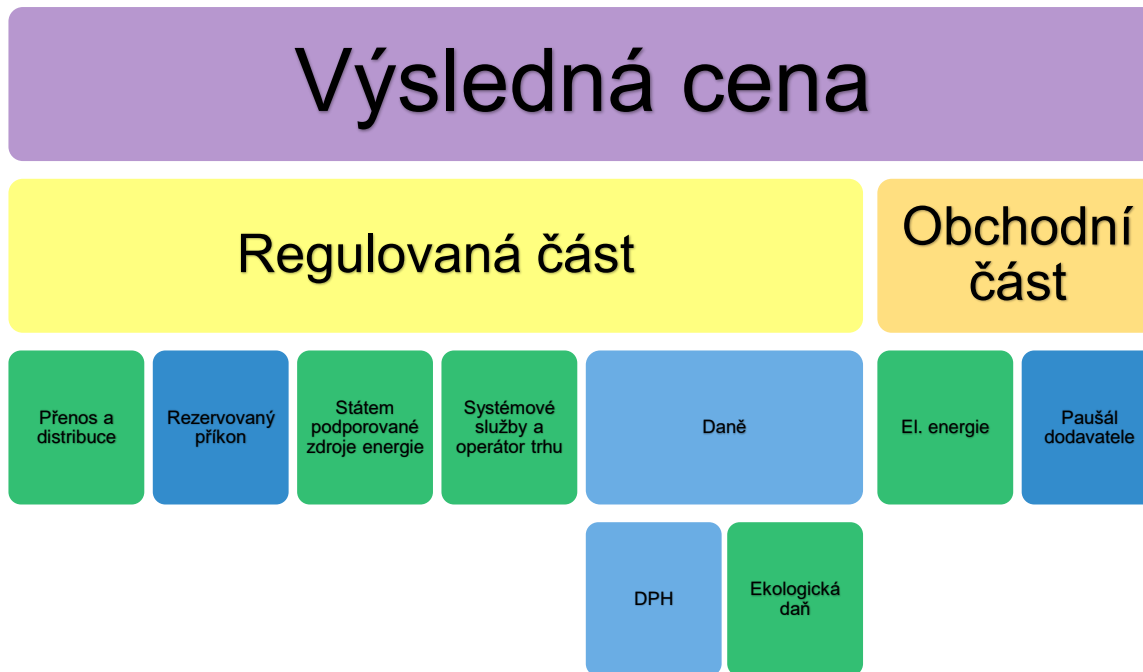 Výsledná cena
Regulovaná část
Obchodní
část
Přenos a
distribuce
Rezervovaný
příkon
Státem
podporované
zdroje energie
Systémové
služby a
operátor trhu
Daně
El. energie
Paušál
dodavatele
DPH
Ekologická
daň